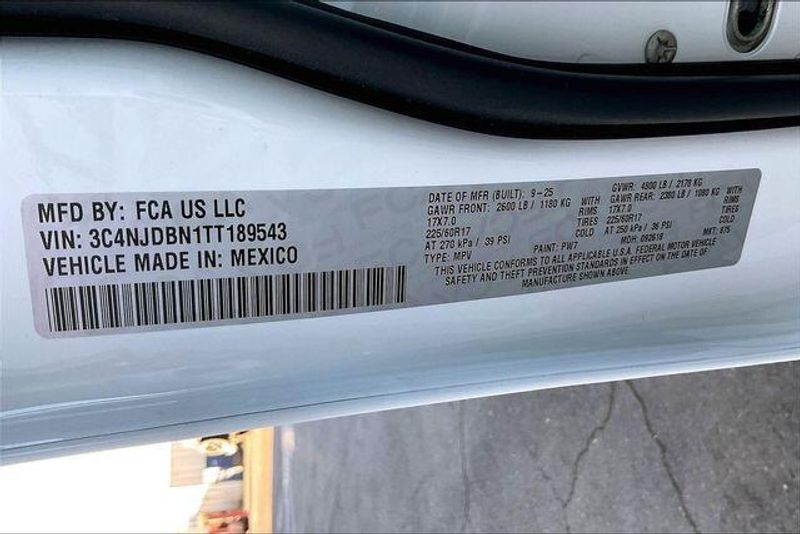 MFD BY: FCA US LLC
VIN: 3C4NJDBN1TT189543
VEHICLE MADE IN: MEXICO
DATE OF MFR (BUILT): 9-25 GVWR: 4800 LB / 2178 KG
GAWR FRONT: 2600 LB / 1180 KG WITH GAWR REAR: 2380 LB / 1080 KG WITH
17X7.0 RIMS 17X7.0 RIMS
225/60R17 TIRES 225/60R17 TIRES
AT 270 kPa / 39 PSI COLD AT 250 kPa / 36 PSI COLD
TYPE: MPV PAINT: PW7 MDH: 092618 MKT: 875
THIS VEHICLE CONFORMS TO ALL APPLICABLE U.S.A. FEDERAL MOTOR VEHICLE
SAFETY AND THEFT PREVENTION STANDARDS IN EFFECT ON THE DATE OF
MANUFACTURE SHOWN ABOVE.